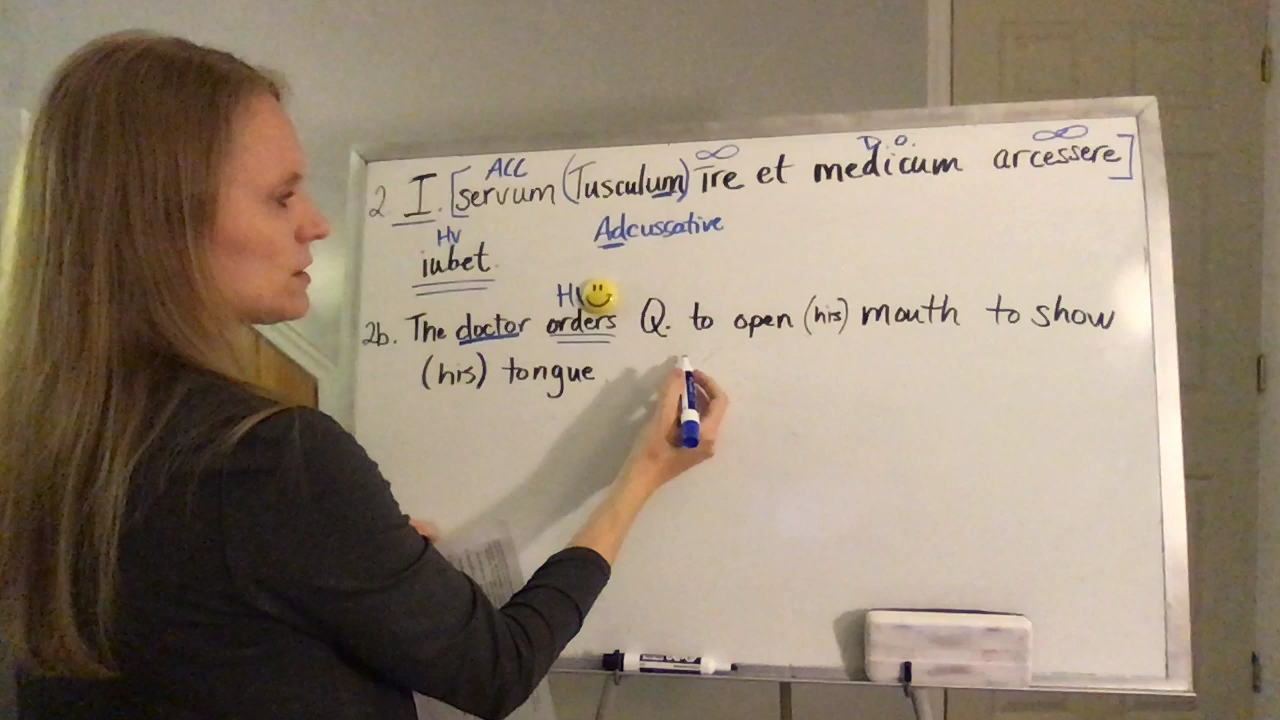 ACC ∞ D.O. ∞
2 I. [servum (Tusculum) ire et medicum arcessere]
HV Adcussative
iubet.
2b. The doctor orders Q. to open (his) mouth to show
(his) tongue